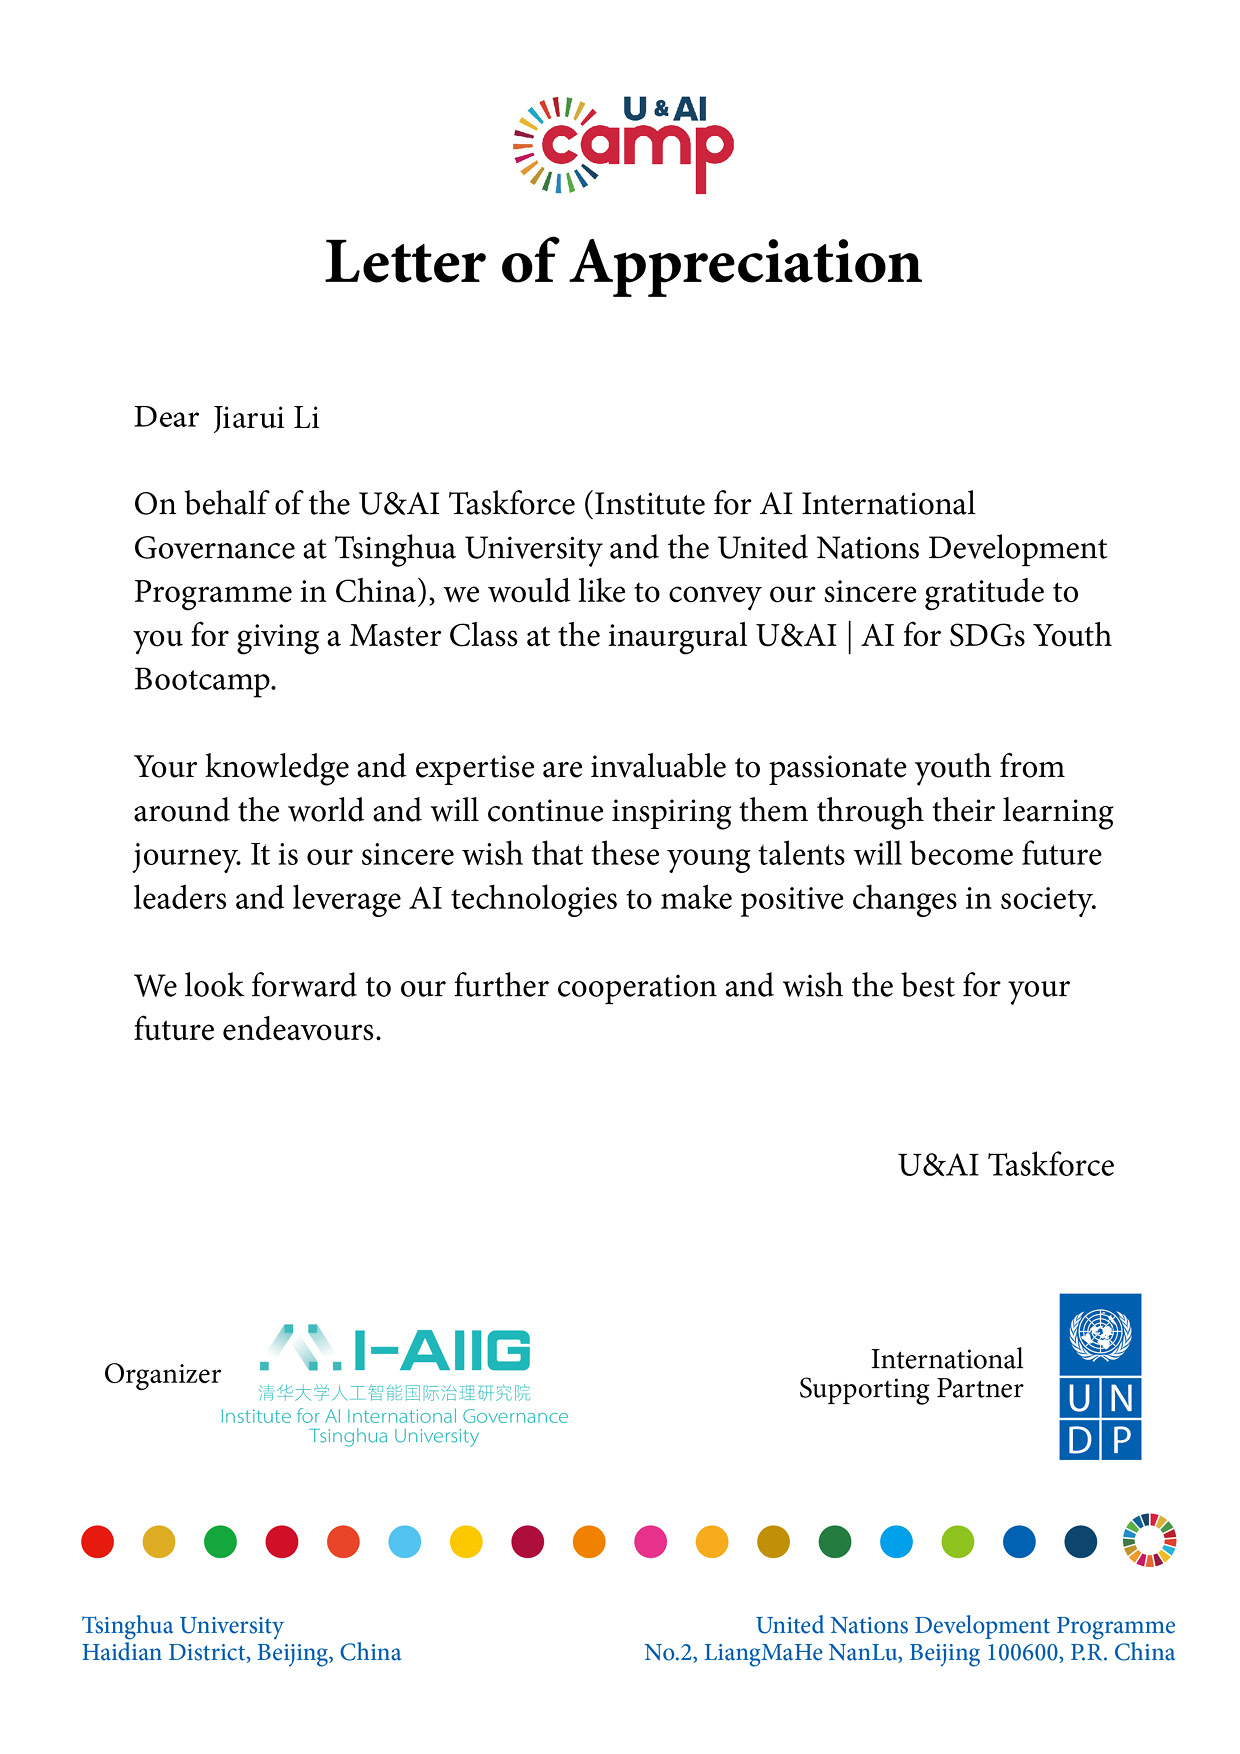 U & AI
camp
Letter of Appreciation
Dear Jiarui Li
On behalf of the U&AI Taskforce (Institute for AI International
Governance at Tsinghua University and the United Nations Development
Programme in China), we would like to convey our sincere gratitude to
you for giving a Master Class at the inaurgural U&AI | AI for SDGs Youth
Bootcamp.
Your knowledge and expertise are invaluable to passionate youth from
around the world and will continue inspiring them through their learning
journey. It is our sincere wish that these young talents will become future
leaders and leverage AI technologies to make positive changes in society.
We look forward to our further cooperation and wish the best for your
future endeavours.
U&AI Taskforce
Organizer
I-AIIG
清华大学人工智能国际治理研究院
Institute for AI International Governance
Tsinghua University
International
Supporting Partner
U N
D P
Tsinghua University
Haidian District, Beijing, China
United Nations Development Programme
No.2, LiangMaHe NanLu, Beijing 100600, P.R. China